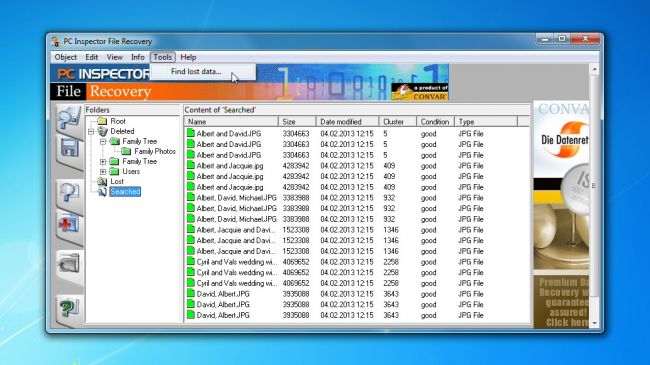 PC Inspector File Recovery
Object Edit View Info Tools Help
Find lost data...
PC INSPECTOR
File Recovery
a product of
CONVAR
Folders
Root
Deleted
Family Tree
Family Photos
Family Tree
Users
Lost
Searched
Content of 'Searched'
Name Size Date modified Cluster Condition Type
Albert and David.JPG 3304663 04.02.2013 12:15 5 good JPG File
Albert and David.JPG 3304663 04.02.2013 12:15 5 good JPG File
Albert and David.JPG 3304663 04.02.2013 12:15 5 good JPG File
Albert and Jacquie.jpg 4283942 04.02.2013 12:15 409 good JPG File
Albert and Jacquie.jpg 4283942 04.02.2013 12:15 409 good JPG File
Albert and Jacquie.jpg 4283942 04.02.2013 12:15 409 good JPG File
Albert, David, Michael.JPG 3383988 04.02.2013 12:15 932 good JPG File
Albert, David, Michael.JPG 3383988 04.02.2013 12:15 932 good JPG File
Albert, David, Michael.JPG 3383988 04.02.2013 12:15 932 good JPG File
Albert, Jacquie and Davi... 1523308 04.02.2013 12:15 1346 good JPG File
Albert, Jacquie and Davi... 1523308 04.02.2013 12:15 1346 good JPG File
Albert, Jacquie and Davi... 1523308 04.02.2013 12:15 1346 good JPG File
Cyril and Vals wedding wi... 4069652 04.02.2013 12:15 2258 good JPG File
Cyril and Vals wedding wi... 4069652 04.02.2013 12:15 2258 good JPG File
Cyril and Vals wedding wi... 4069652 04.02.2013 12:15 2258 good JPG File
David, Albert.JPG 3935088 04.02.2013 12:15 3643 good JPG File
David, Albert.JPG 3935088 04.02.2013 12:15 3643 good JPG File
David, Albert.JPG 3935088 04.02.2013 12:15 3643 good JPG File
CONVA
Die Datenret
Premium Da
Recovery w
guarantee
assured!
Click here